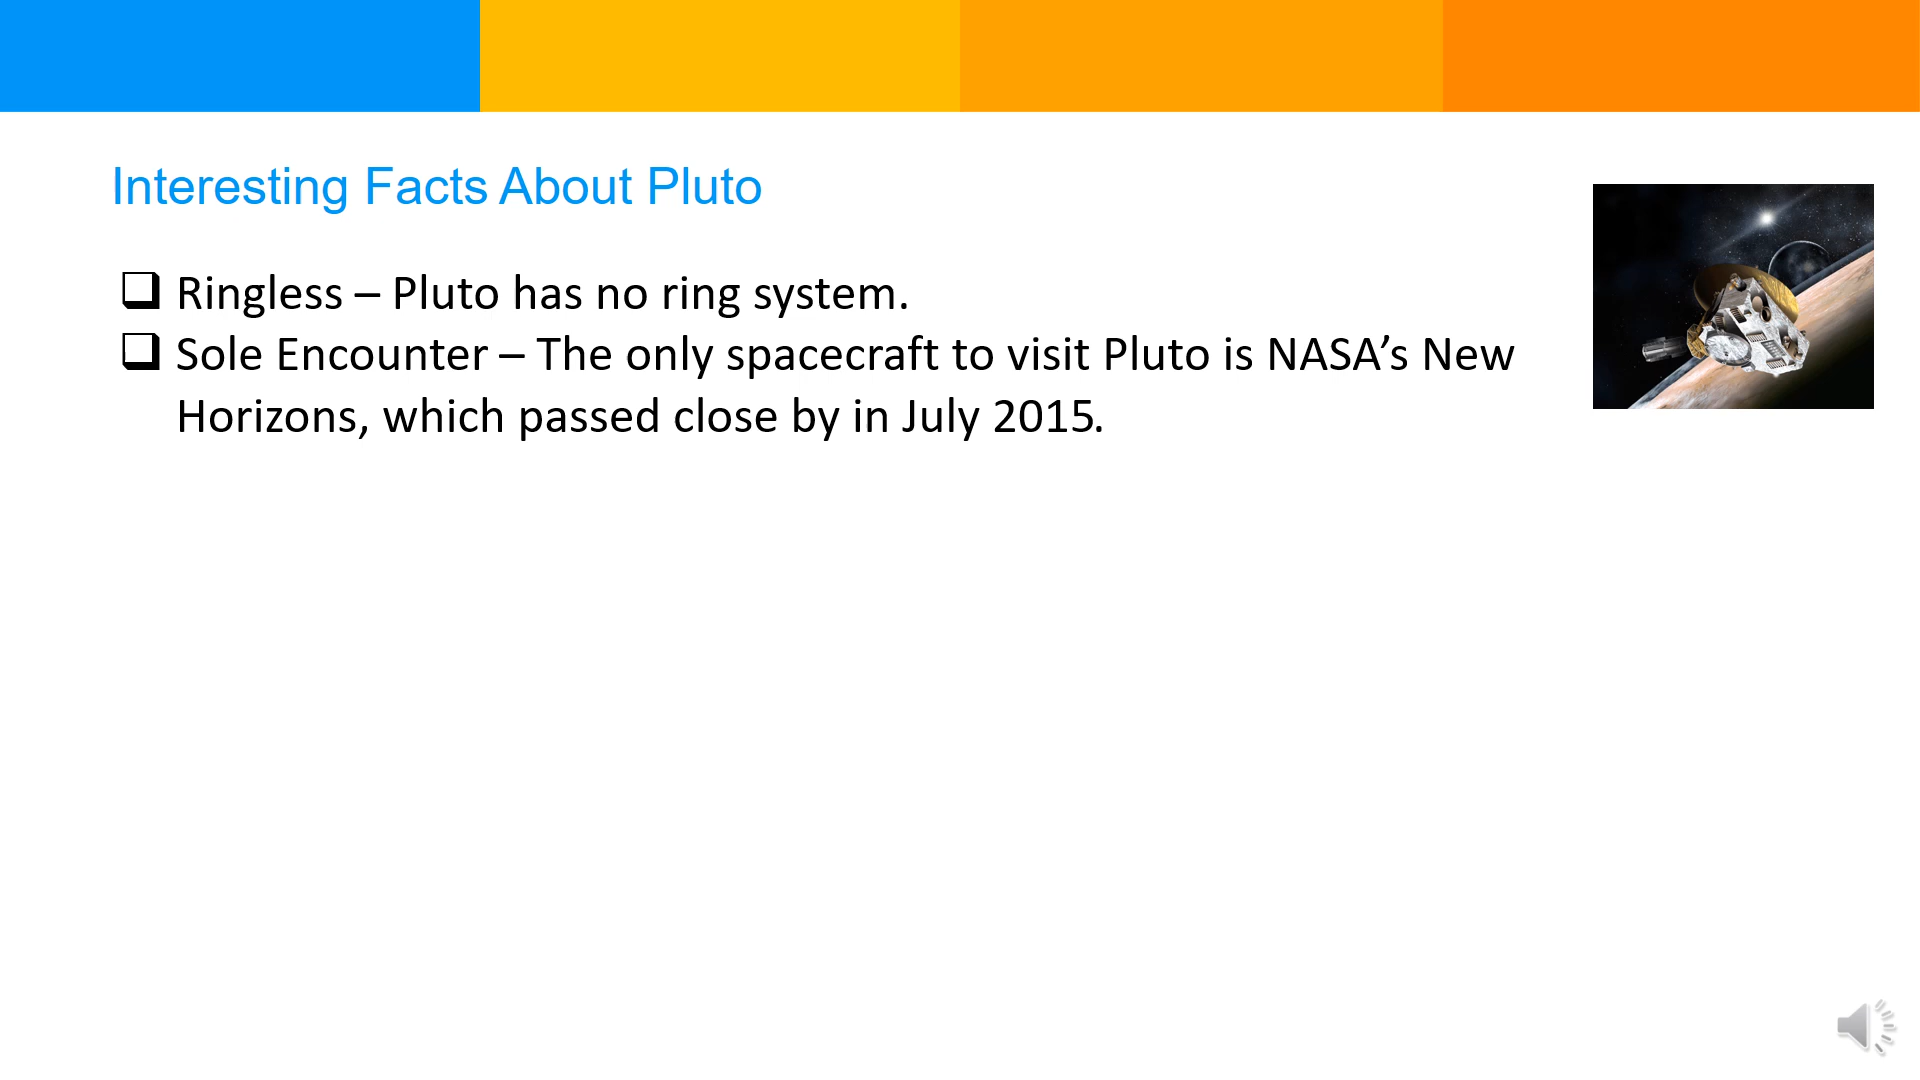 Interesting Facts About Pluto
❑ Ringless – Pluto has no ring system.
❑ Sole Encounter – The only spacecraft to visit Pluto is NASA’s New
Horizons, which passed close by in July 2015.